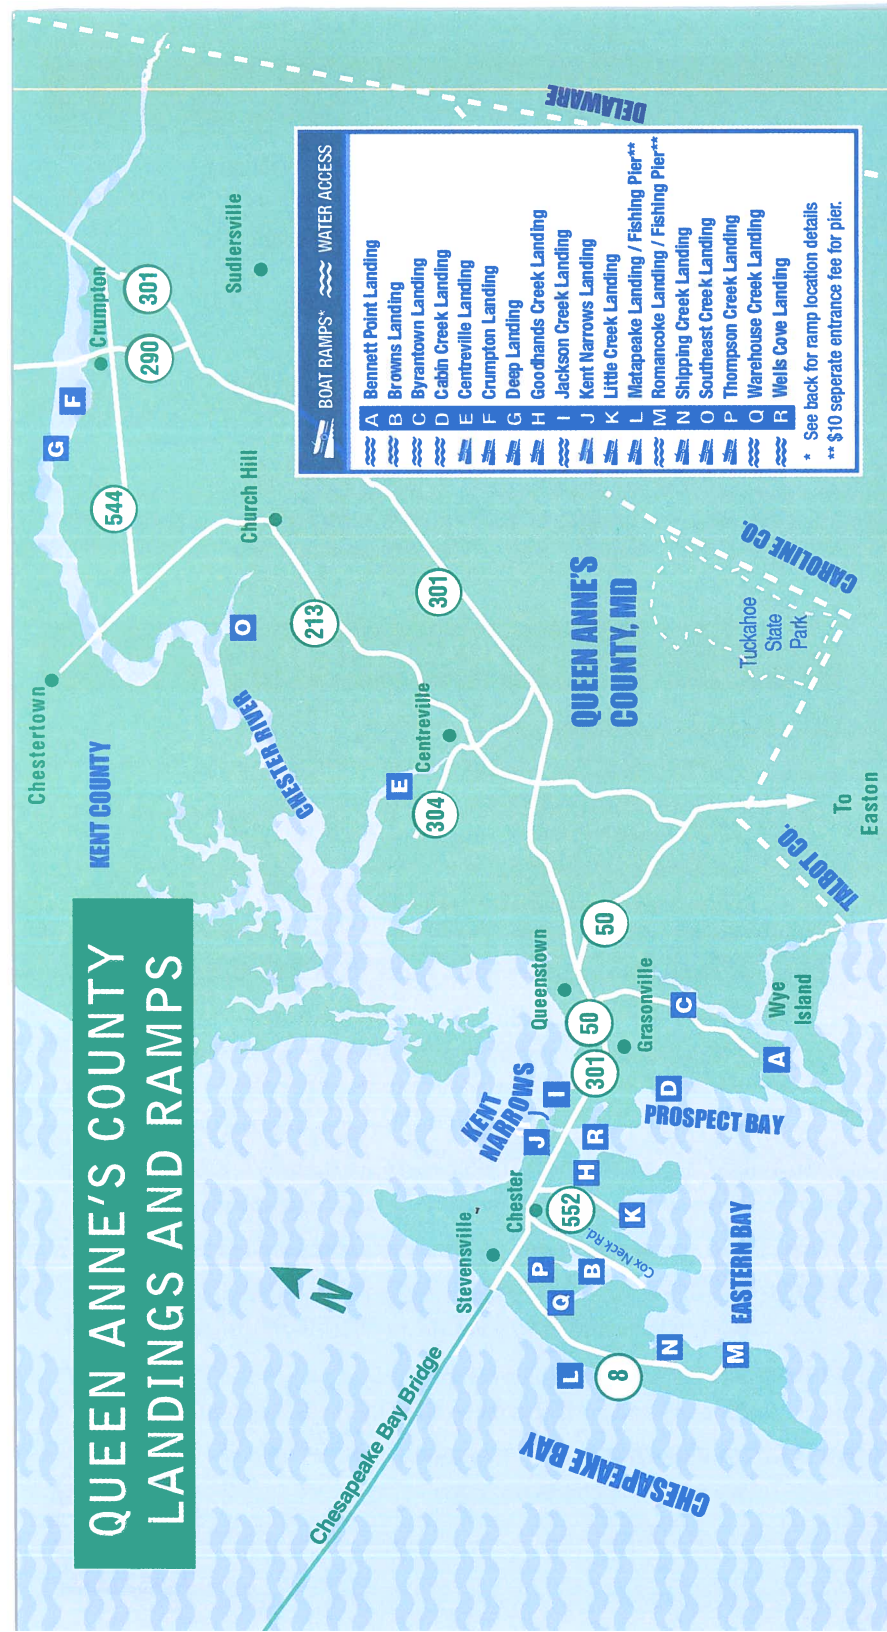 QUEEN ANNE'S COUNTY
LANDINGS AND RAMPS
KENT COUNTY
Chestertown
CHESTER RIVER
G
F
Crumpton
544
290
301
Sudlersville
Church Hill
O
213
301
Centreville
E
304
DELAWARE
BOAT RAMPS* WATER ACCESS
A Bennett Point Landing
B Browns Landing
C Byrantown Landing
D Cabin Creek Landing
E Centreville Landing
F Crumpton Landing
G Deep Landing
H Goodhands Creek Landing
I Jackson Creek Landing
J Kent Narrows Landing
K Little Creek Landing
L Matapeake Landing / Fishing Pier**
M Romancoke Landing / Fishing Pier**
N Shipping Creek Landing
O Southeast Creek Landing
P Thompson Creek Landing
Q Warehouse Creek Landing
R Wells Cove Landing
* See back for ramp location details
** $10 seperate entrance fee for pier.
QUEEN ANNE'S
COUNTY, MD
CAROLINE CO.
Tuckahoe
State
Park
To
Easton
TALBOT CO.
50
Queenstown
50
301
Grasonville
C
Wye
Island
A
D
PROSPECT BAY
KENT
NARROWS
I
J
R
H
Chester
552
K
Cox Neck Rd.
Stevensville
P
B
Q
EASTERN BAY
N
M
L
8
N
Chesapeake Bay Bridge
CHESAPEAKE BAY